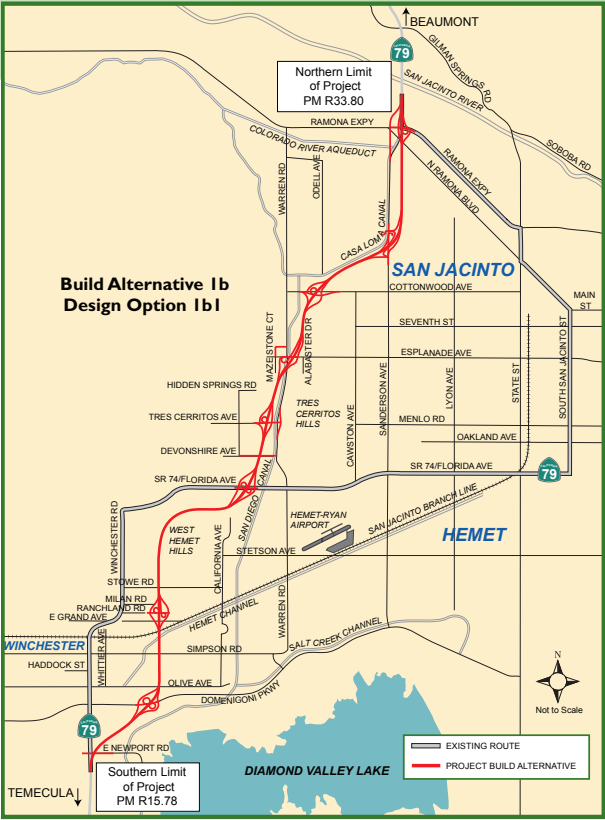 BEAUMONT
CALIFORNIA
79
GILMAN SPRINGS RD
Northern Limit
of Project
PM R33.80
SAN JACINTO RIVER
RAMONA EXPY
COLORADO RIVER AQUEDUCT
SOBOBA RD
RAMONA EXPY
N RAMONA BLVD
WARREN RD
ODELL AVE
CASA LOMA CANAL
SAN JACINTO
Build Alternative 1b
Design Option 1b1
COTTONWOOD AVE
MAIN
ST
SEVENTH ST
MAZE STONE CT
ALABASTER DR
ESPLANADE AVE
SANDERSON AVE
LYON AVE
STATE ST
SOUTH SAN JACINTO ST
HIDDEN SPRINGS RD
TRES
CERRITOS
HILLS
CAWSTON AVE
TRES CERRITOS AVE
MENLO RD
OAKLAND AVE
DEVONSHIRE AVE
SR 74/FLORIDA AVE
SR 74/FLORIDA AVE
CALIFORNIA
79
SAN DIEGO CANAL
WINCHESTER RD
HEMET-RYAN
AIRPORT
SAN JACINTO BRANCH LINE
HEMET
WEST
HEMET
HILLS
CALIFORNIA AVE
STETSON AVE
STOWE RD
MILAN RD
RANCHLAND RD
E GRAND AVE
HEMET CHANNEL
WARREN RD
SALT CREEK CHANNEL
WINCHESTER
WHITTIER AVE
SIMPSON RD
HADDOCK ST
OLIVE AVE
DOMENIGONI PKWY
N
Not to Scale
CALIFORNIA
79
E NEWPORT RD
EXISTING ROUTE
PROJECT BUILD ALTERNATIVE
DIAMOND VALLEY LAKE
Southern Limit
of Project
PM R15.78
TEMECULA